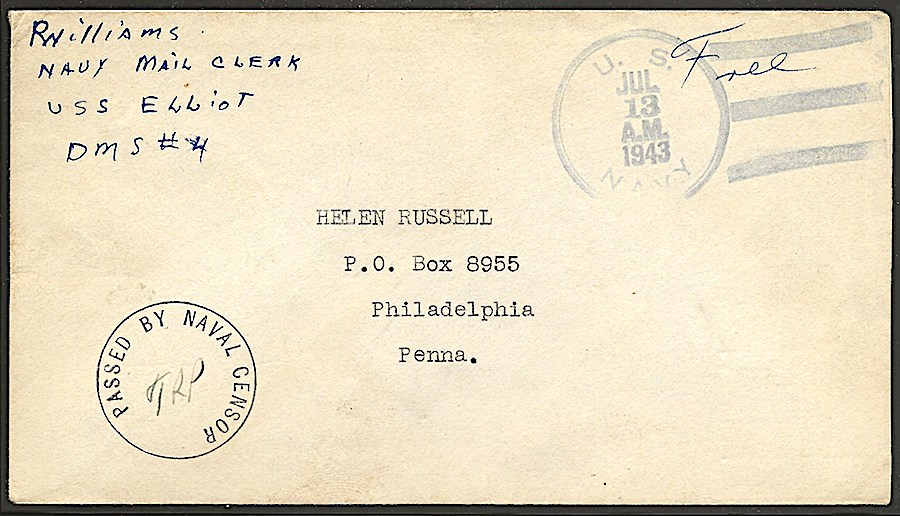 RWilliams
NAVY MAIL CLERK
USS ELLiOT
DMS #4
Free
U. S.
JUL
13
A.M.
1943
NAVY
HELEN RUSSELL
P.O. Box 8955
Philadelphia
Penna.
PASSED BY NAVAL CENSOR